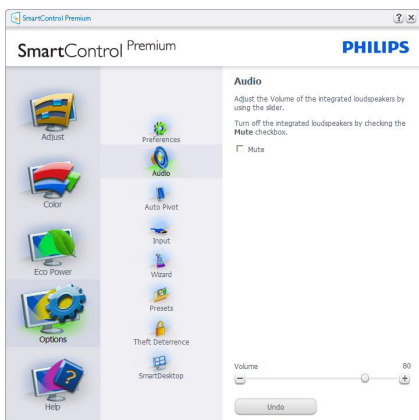 SmartControl Premium
SmartControl Premium
PHILIPS
Adjust
Color
Eco Power
Options
Help
Preferences
Audio
Auto Pivot
Input
Wizard
Presets
Theft Deterrence
SmartDesktop
Audio
Adjust the Volume of the integrated loudspeakers by
using the slider.
Turn off the integrated loudspeakers by checking the
Mute checkbox.
Mute
Volume 80
Undo